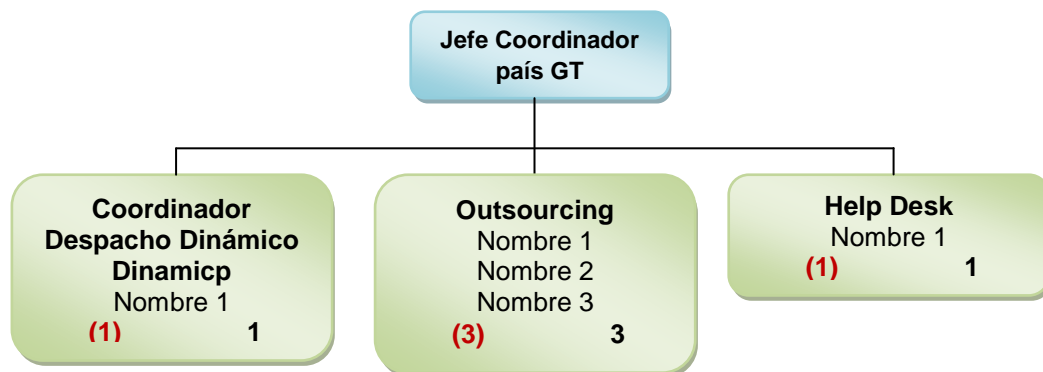 Jefe Coordinador
país GT
Coordinador
Despacho Dinámico
Dinamicp
Nombre 1
(1) 1
Outsourcing
Nombre 1
Nombre 2
Nombre 3
(3) 3
Help Desk
Nombre 1
(1) 1